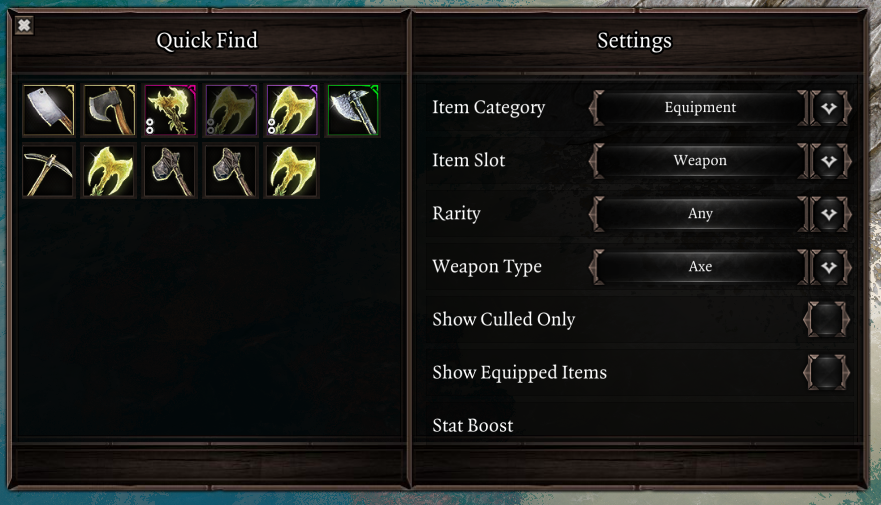 Quick Find
Settings
Item Category
Equipment
Item Slot
Weapon
Rarity
Any
Weapon Type
Axe
Show Culled Only
Show Equipped Items
Stat Boost